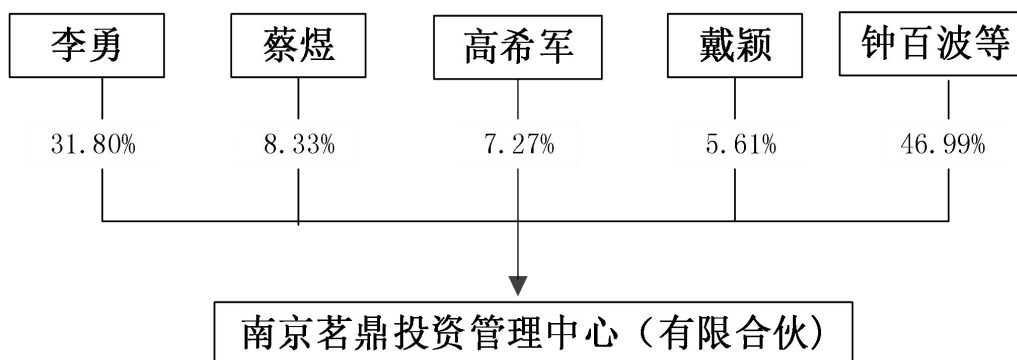 李勇 蔡煜 高希军 戴颖 钟百波等
31.80% 8.33% 7.27% 5.61% 46.99%
南京茗鼎投资管理中心（有限合伙)